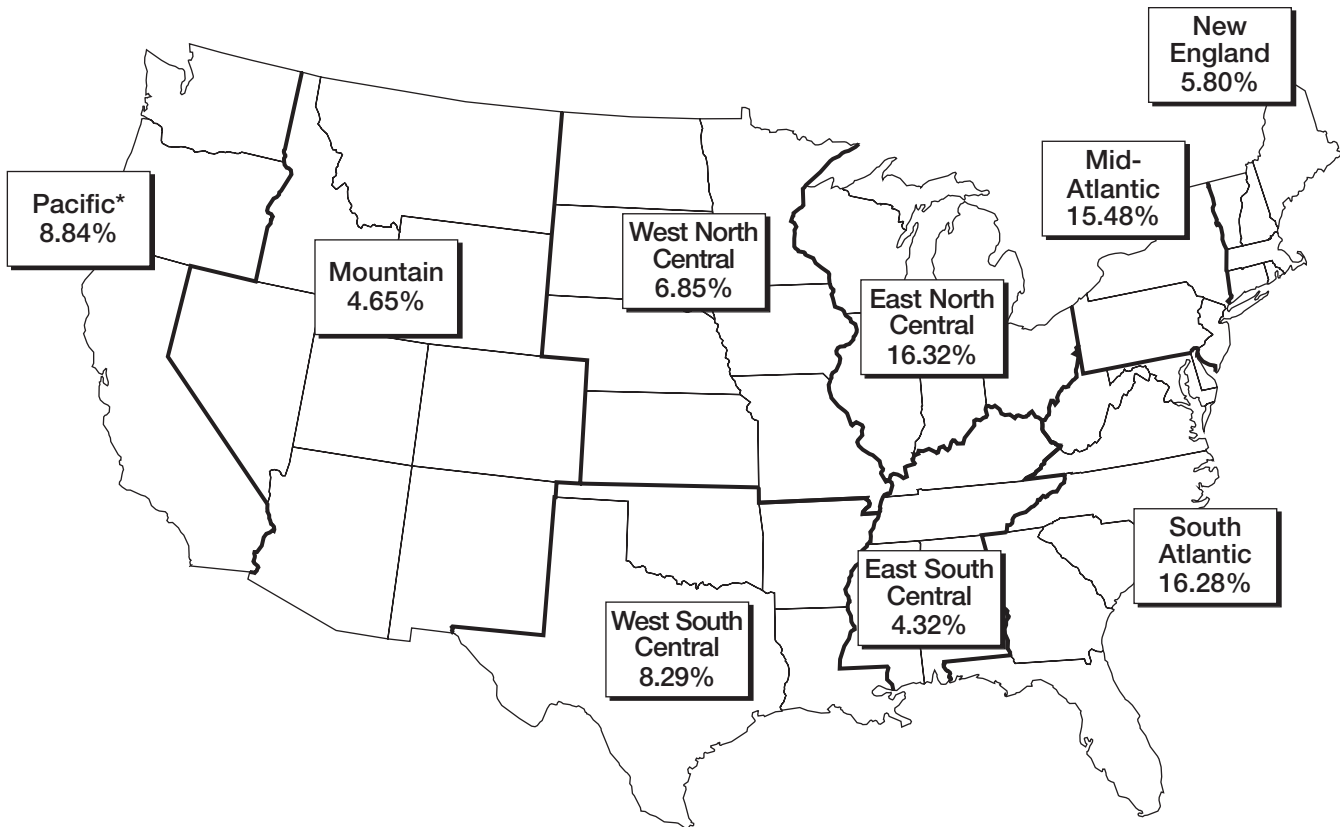 New
England
5.80%
Mid-
Atlantic
15.48%
Pacific*
8.84%
Mountain
4.65%
West North
Central
6.85%
East North
Central
16.32%
South
Atlantic
16.28%
East South
Central
4.32%
West South
Central
8.29%